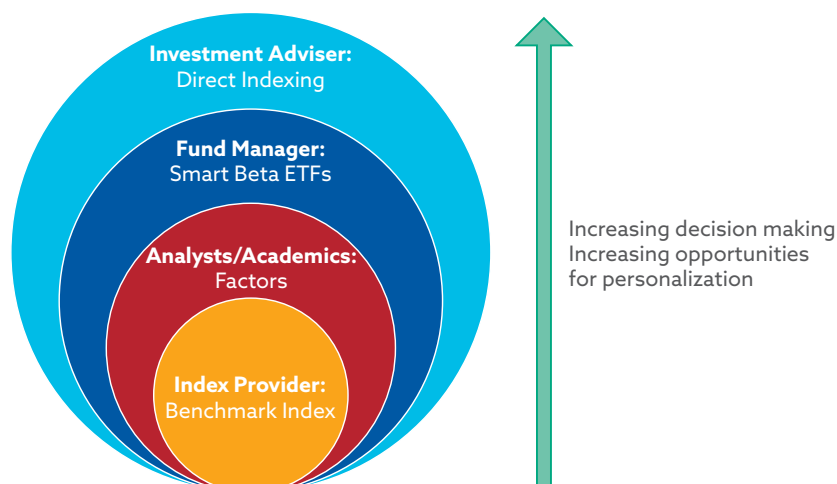 Investment Adviser:
Direct Indexing
Fund Manager:
Smart Beta ETFs
Analysts/Academics:
Factors
Index Provider:
Benchmark Index
Increasing decision making
Increasing opportunities
for personalization